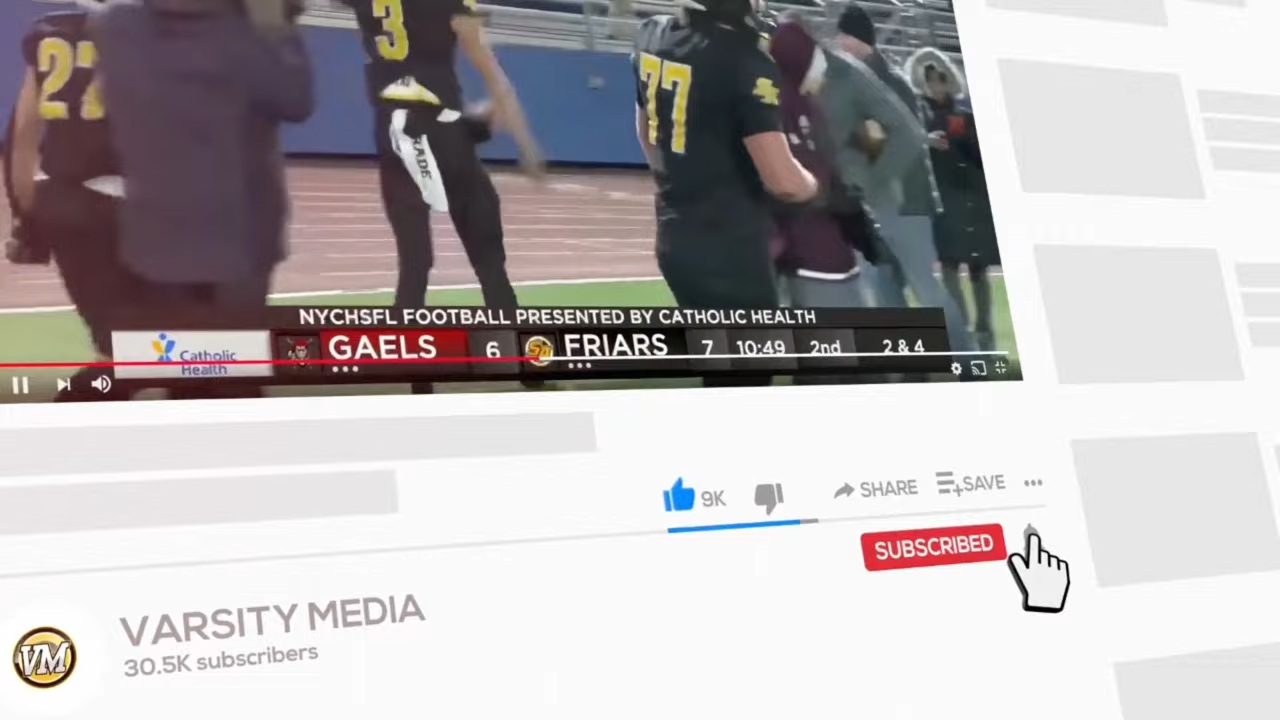 3
27
77
NYCHSFL FOOTBALL PRESENTED BY CATHOLIC HEALTH
Catholic
Health
GAELS 6 FRIARS 7 10:49 2nd 2 & 4
9K SHARE SAVE
SUBSCRIBED
VM
VARSITY MEDIA
30.5K subscribers